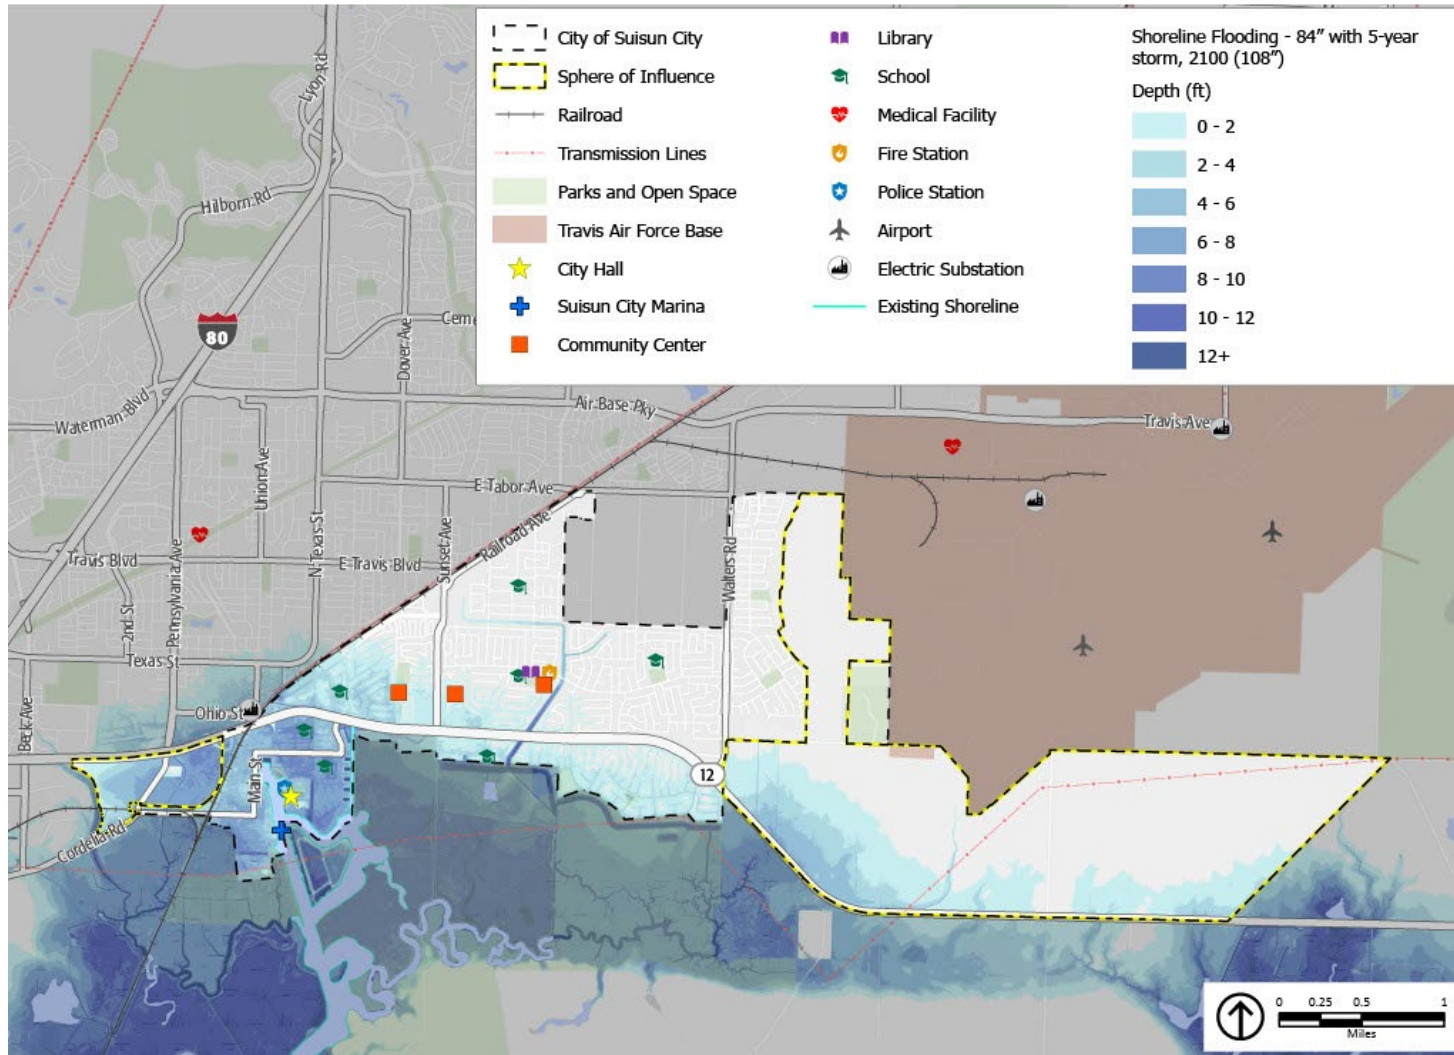 City of Suisun City
Sphere of Influence
Railroad
Transmission Lines
Parks and Open Space
Travis Air Force Base
City Hall
Suisun City Marina
Community Center
Library
School
Medical Facility
Fire Station
Police Station
Airport
Electric Substation
Existing Shoreline
Shoreline Flooding - 84” with 5-year
storm, 2100 (108”)
Depth (ft)
0 - 2
2 - 4
4 - 6
6 - 8
8 - 10
10 - 12
12+
Lyon Rd
Hilborn Rd
80
Dover Ave
Ceme
Waterman Blvd
Air Base Pky
Travis Ave
Union Ave
E Tabor Ave
N Texas St
Sunset Ave
Railroad Ave
Walters Rd
Travis Blvd
E Travis Blvd
Pennsylvania Ave
2nd St
Texas St
Beck Ave
Ohio St
Main St
12
Cordelia Rd
0 0.25 0.5 1
Miles